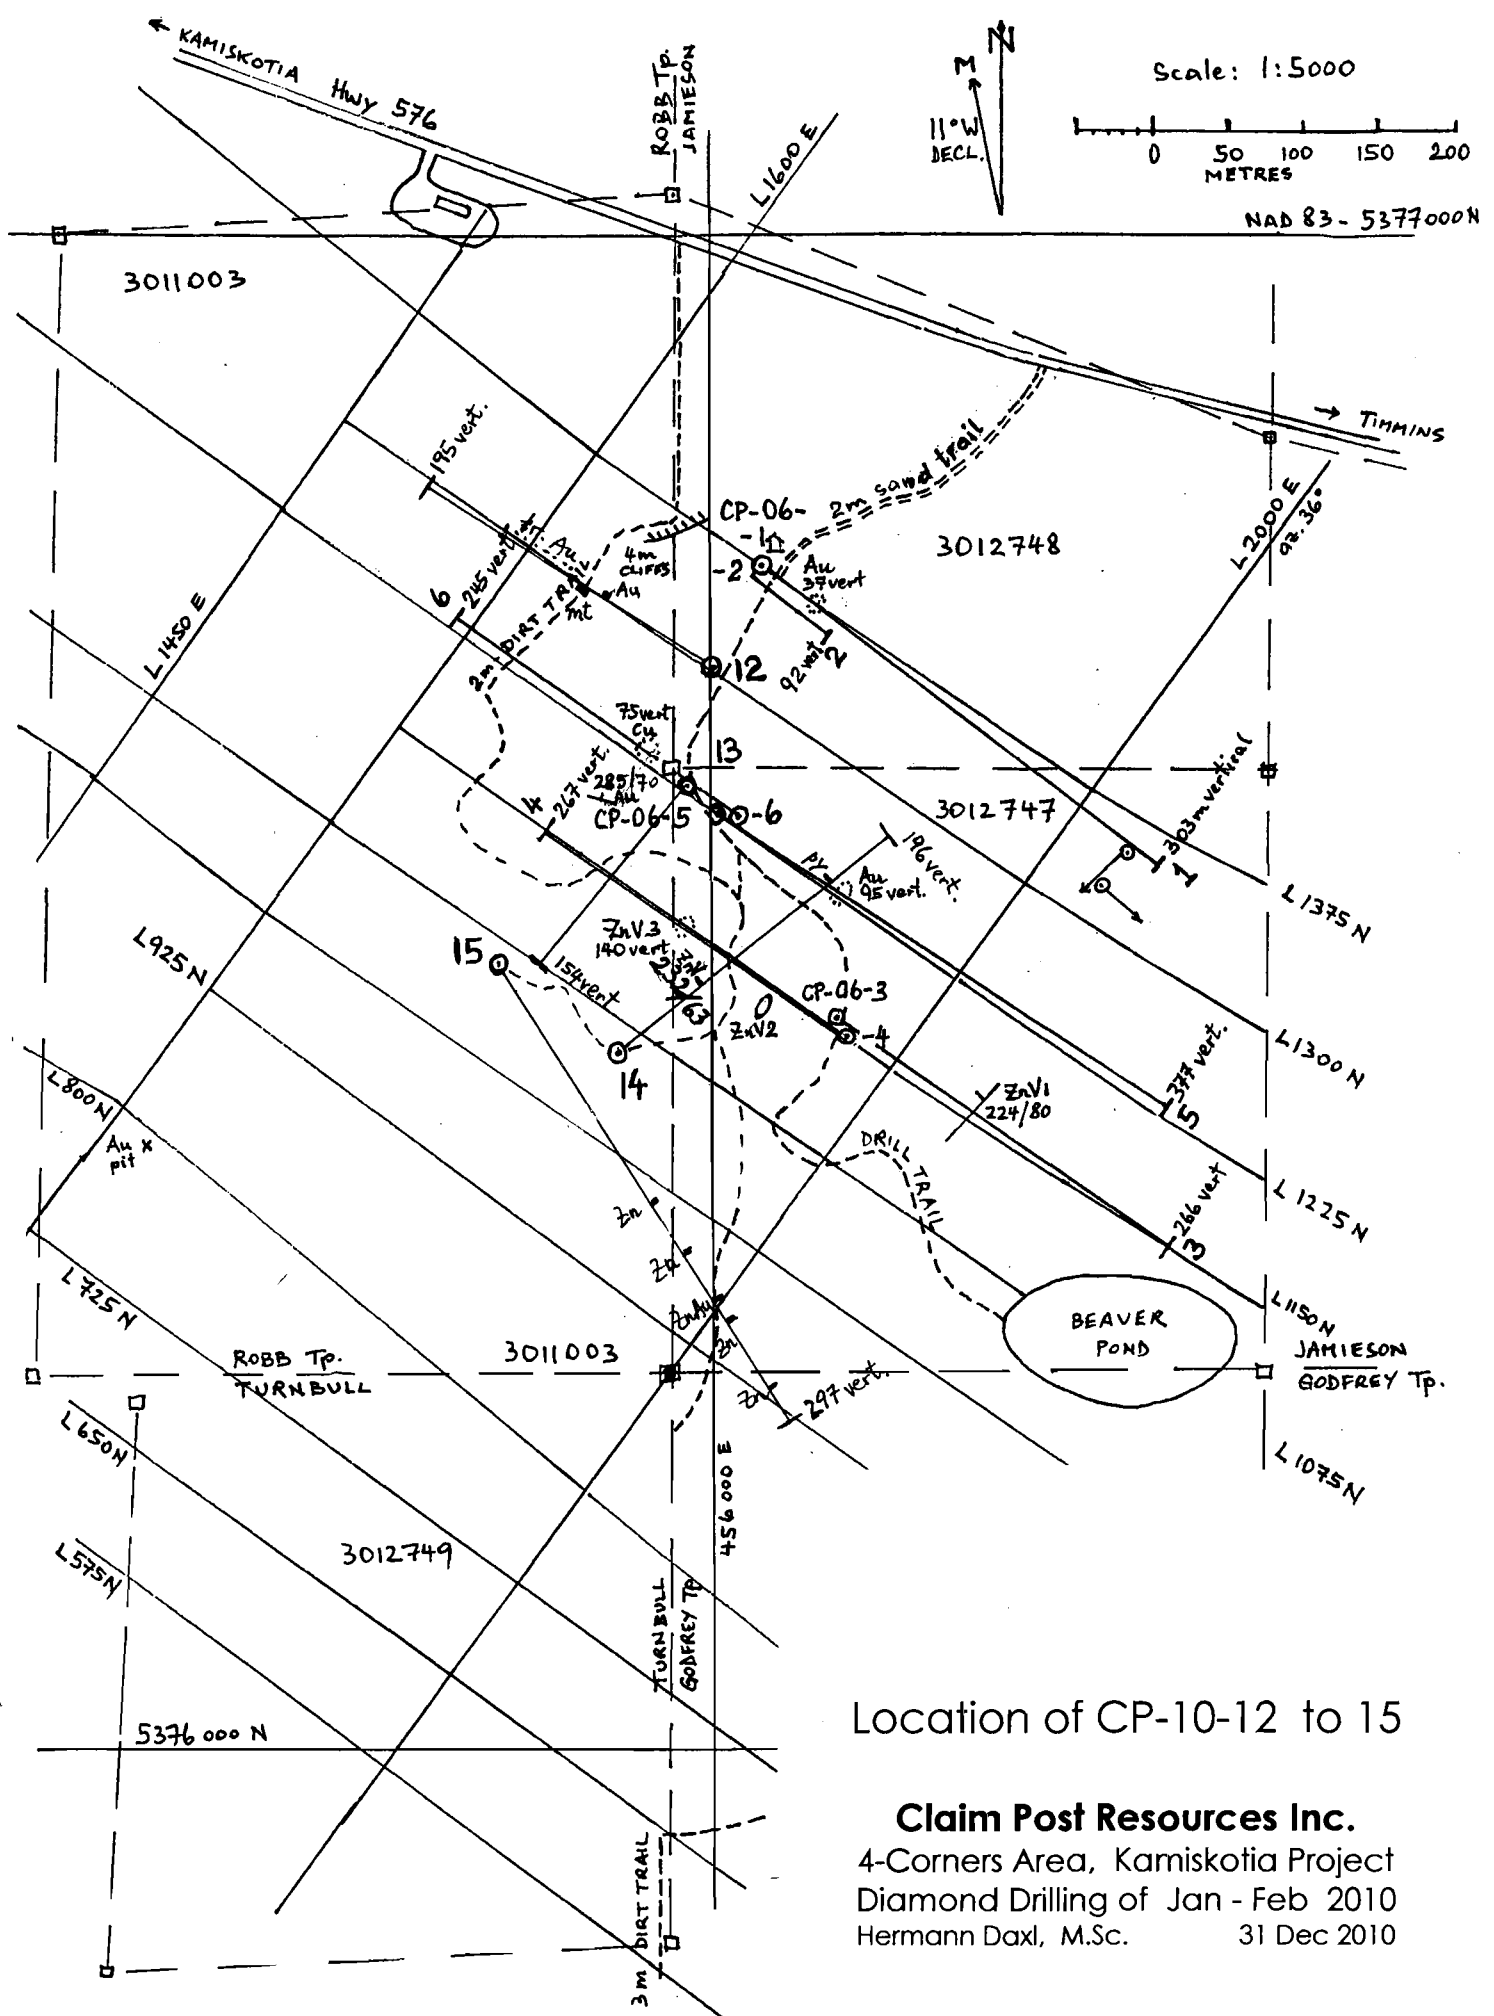 ← KAMISKOTIA
Hwy 576
ROBB Tp.
JAMIESON
N
M
11°W
DECL.
Scale: 1:5000
0 50 100 150 200
METRES
NAD 83 - 5377000N
L1600 E
3011003
→ TIMMINS
195 vert.
2m sand trail
CP-06-
-1
-2
3012748
L 2000 E
az. 36°
Au
4m
CLIFFS
Au
37 vert
245 vert
6
2m DIRT TRAIL
Au
mt
L1450 E
12
92 vert
2
75 vert
Cu
13
267 vert.
285/70
Au
4
CP-06-5
-6
3012747
303m vertical
1
196 vert.
PY
Au
95 vert.
L1375N
L925N
ZnV3
140 vert
15
154 vert
63
CP-06-3
ZnV2
-4
14
L1300 N
377 vert.
5
L800N
ZnV1
224/80
Au x
pit
DRILL TRAIL
L 1225 N
266 vert
3
Zn
Zn
L725N
ZnAu
Zn
L1150N
BEAVER
POND
3011003
ROBB Tp.
TURNBULL
JAMIESON
GODFREY Tp.
Zn
297 vert.
L650N
L1075N
456000 E
3012749
L575N
TURNBULL
GODFREY Tp
5376000 N
3 m DIRT TRAIL
Location of CP-10-12 to 15
Claim Post Resources Inc.
4-Corners Area, Kamiskotia Project
Diamond Drilling of Jan - Feb 2010
Hermann Daxl, M.Sc. 31 Dec 2010